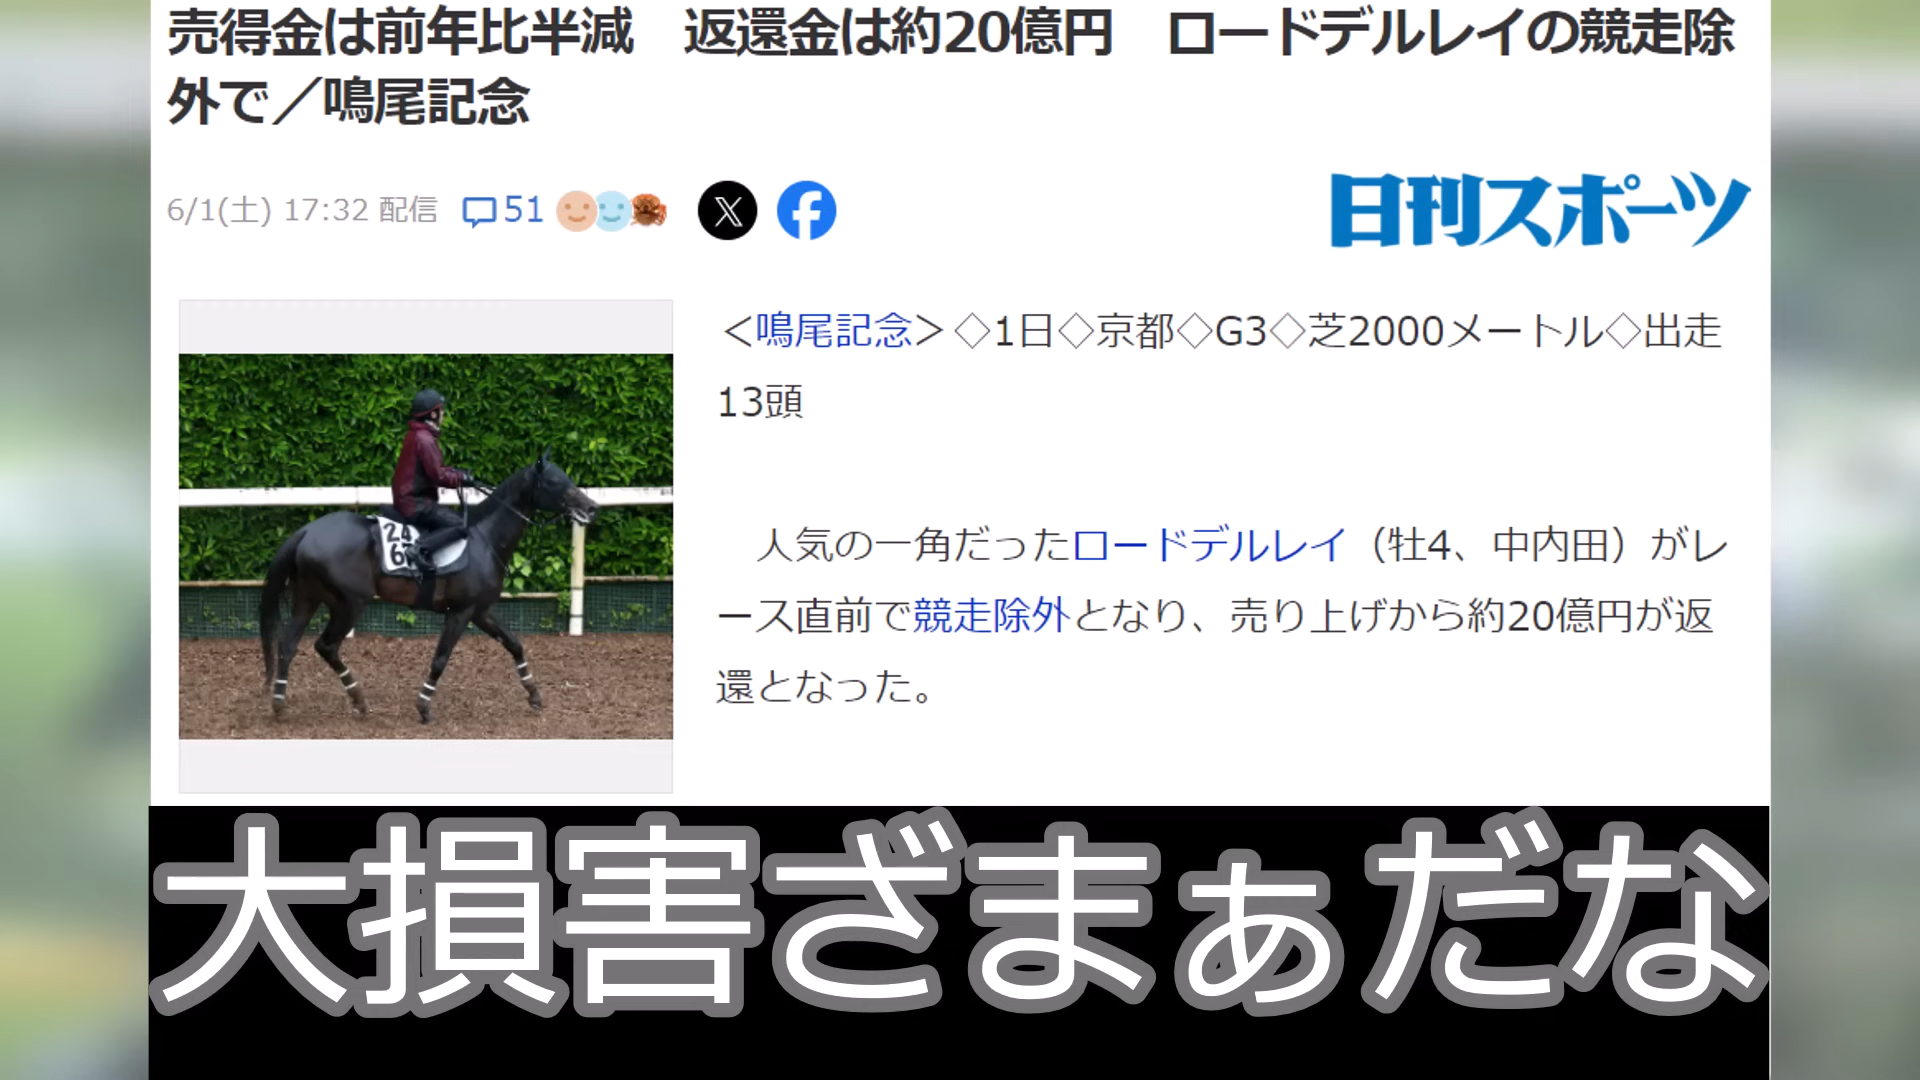 売得金は前年比半減　返還金は約20億円　ロードデルレイの競走除
外で／鳴尾記念
6/1(土) 17:32 配信 51
日刊スポーツ
＜鳴尾記念＞◇1日◇京都◇G3◇芝2000メートル◇出走
13頭
人気の一角だったロードデルレイ（牡4、中内田）がレ
ース直前で競走除外となり、売り上げから約20億円が返
還となった。
大損害ざまぁだな